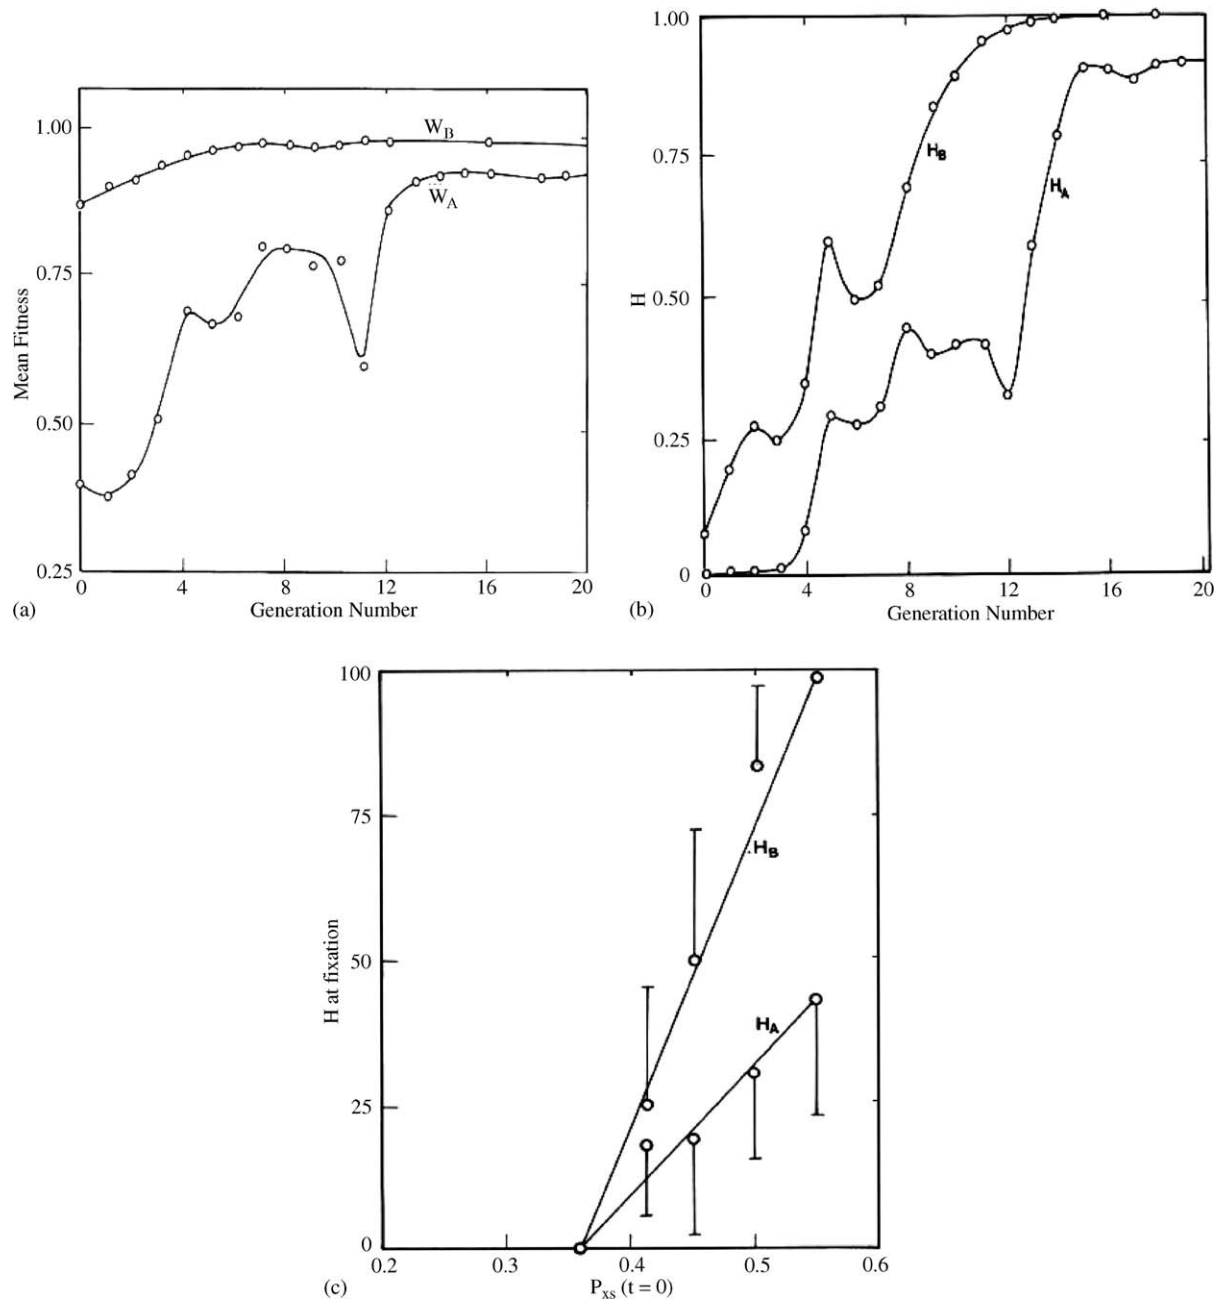 1.00
0.75
0.50
0.25
Mean Fitness
W_B
W_A
0 4 8 12 16 20
(a) Generation Number
1.00
0.75
0.50
0.25
0
H
H_B
H_A
0 4 8 12 16 20
(b) Generation Number
100
75
50
25
0
H at fixation
H_B
H_A
0.2 0.3 0.4 0.5 0.6
(c) P_xs (t = 0)